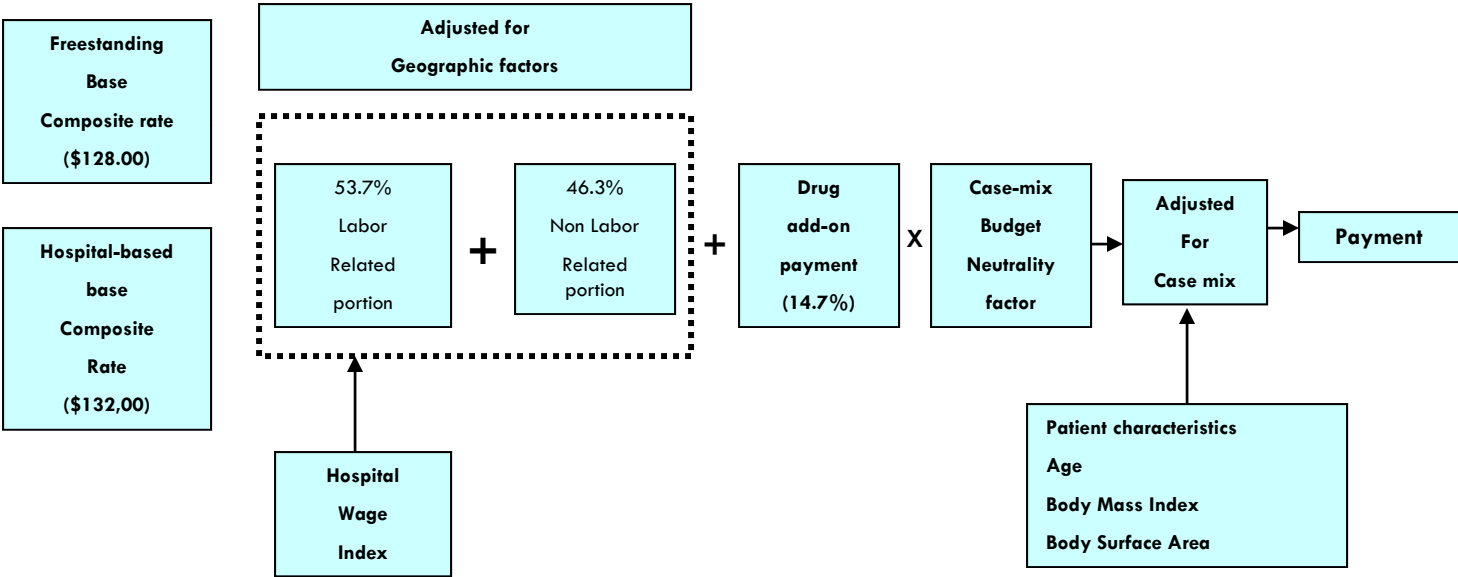 Freestanding
Base
Composite rate
($128.00)
Hospital-based
base
Composite
Rate
($132,00)
Adjusted for
Geographic factors
53.7%
Labor
Related
portion
+
46.3%
Non Labor
Related
portion
+
Drug
add-on
payment
(14.7%)
X
Case-mix
Budget
Neutrality
factor
Adjusted
For
Case mix
Payment
Hospital
Wage
Index
Patient characteristics
Age
Body Mass Index
Body Surface Area